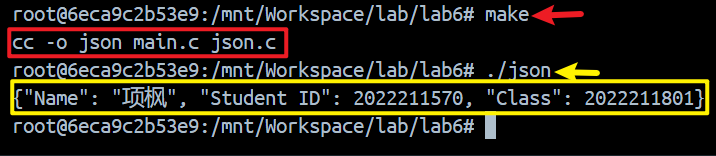 root@6eca9c2b53e9:/mnt/Workspace/lab/lab6# make
cc -o json main.c json.c
root@6eca9c2b53e9:/mnt/Workspace/lab/lab6# ./json
{"Name": "项枫", "Student ID": 2022211570, "Class": 2022211801}
root@6eca9c2b53e9:/mnt/Workspace/lab/lab6#